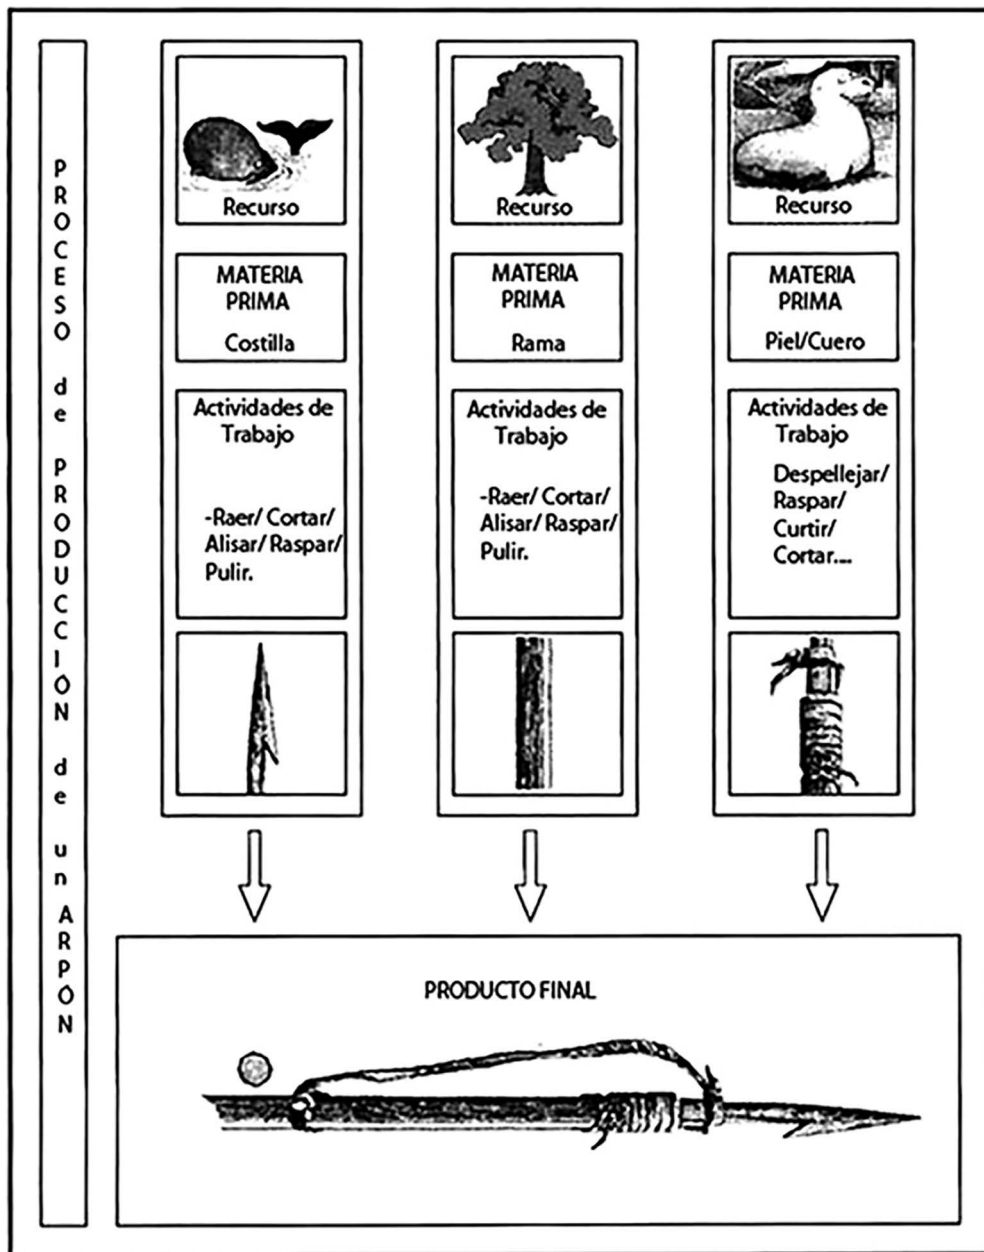 PROCESO de PRODUCCIÓN de un ARPÓN
Recurso
MATERIA
PRIMA
Costilla
Actividades de
Trabajo
-Raer/ Cortar/
Alisar/ Raspar/
Pulir.
Recurso
MATERIA
PRIMA
Rama
Actividades de
Trabajo
-Raer/ Cortar/
Alisar/ Raspar/
Pulir.
Recurso
MATERIA
PRIMA
Piel/Cuero
Actividades de
Trabajo
Despellejar/
Raspar/
Curtir/
Cortar....
PRODUCTO FINAL